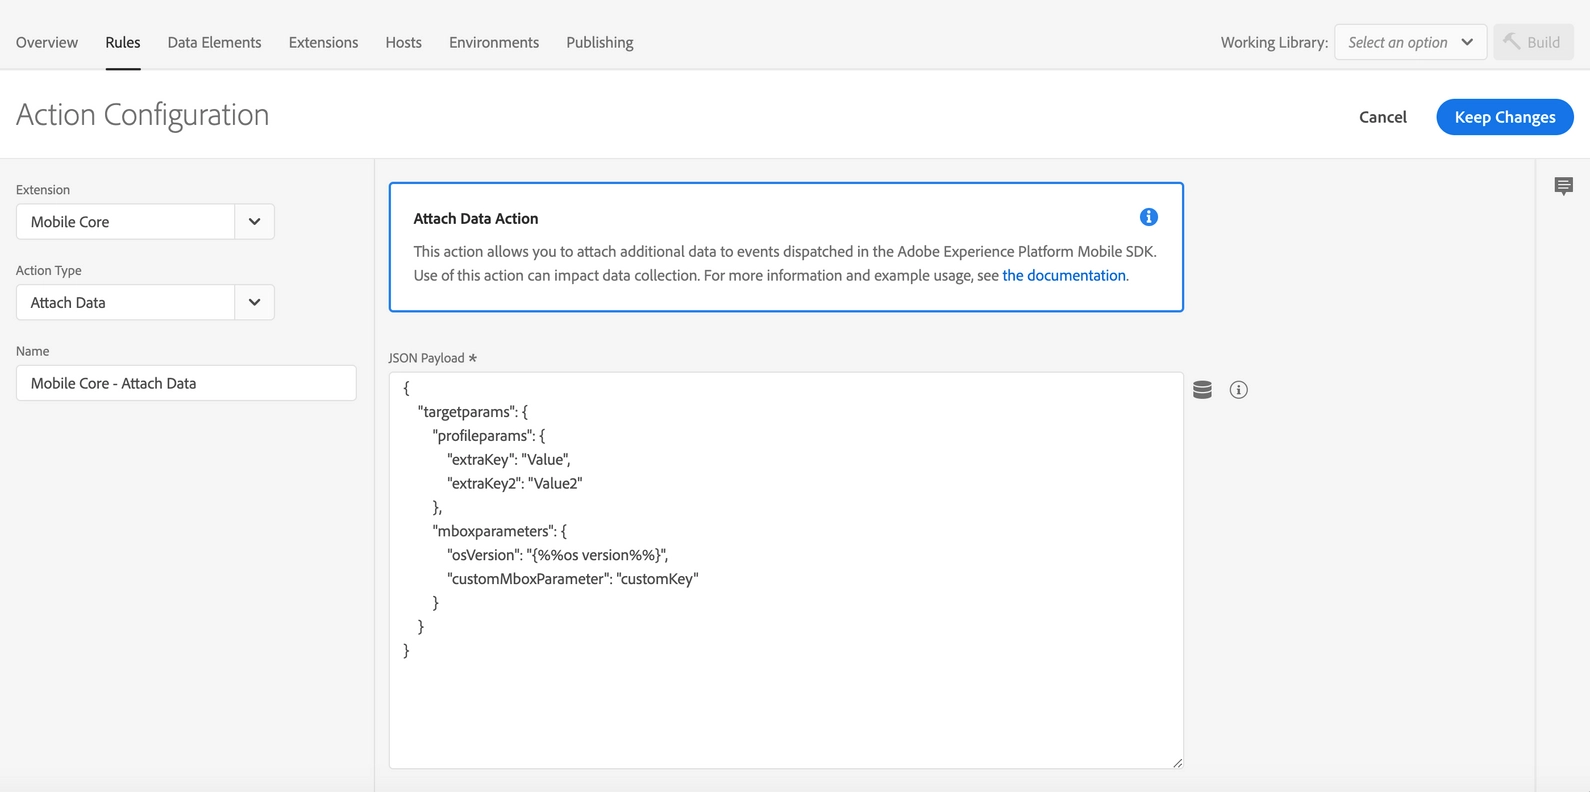 Overview Rules Data Elements Extensions Hosts Environments Publishing Working Library: Select an option Build
Action Configuration Cancel Keep Changes
Extension
Mobile Core
Action Type
Attach Data
Name
Mobile Core - Attach Data
Attach Data Action
This action allows you to attach additional data to events dispatched in the Adobe Experience Platform Mobile SDK.
Use of this action can impact data collection. For more information and example usage, see the documentation.
JSON Payload *
{
"targetparams": {
"profileparams": {
"extraKey": "Value",
"extraKey2": "Value2"
},
"mboxparameters": {
"osVersion": "{%%os version%%}",
"customMboxParameter": "customKey"
}
}
}